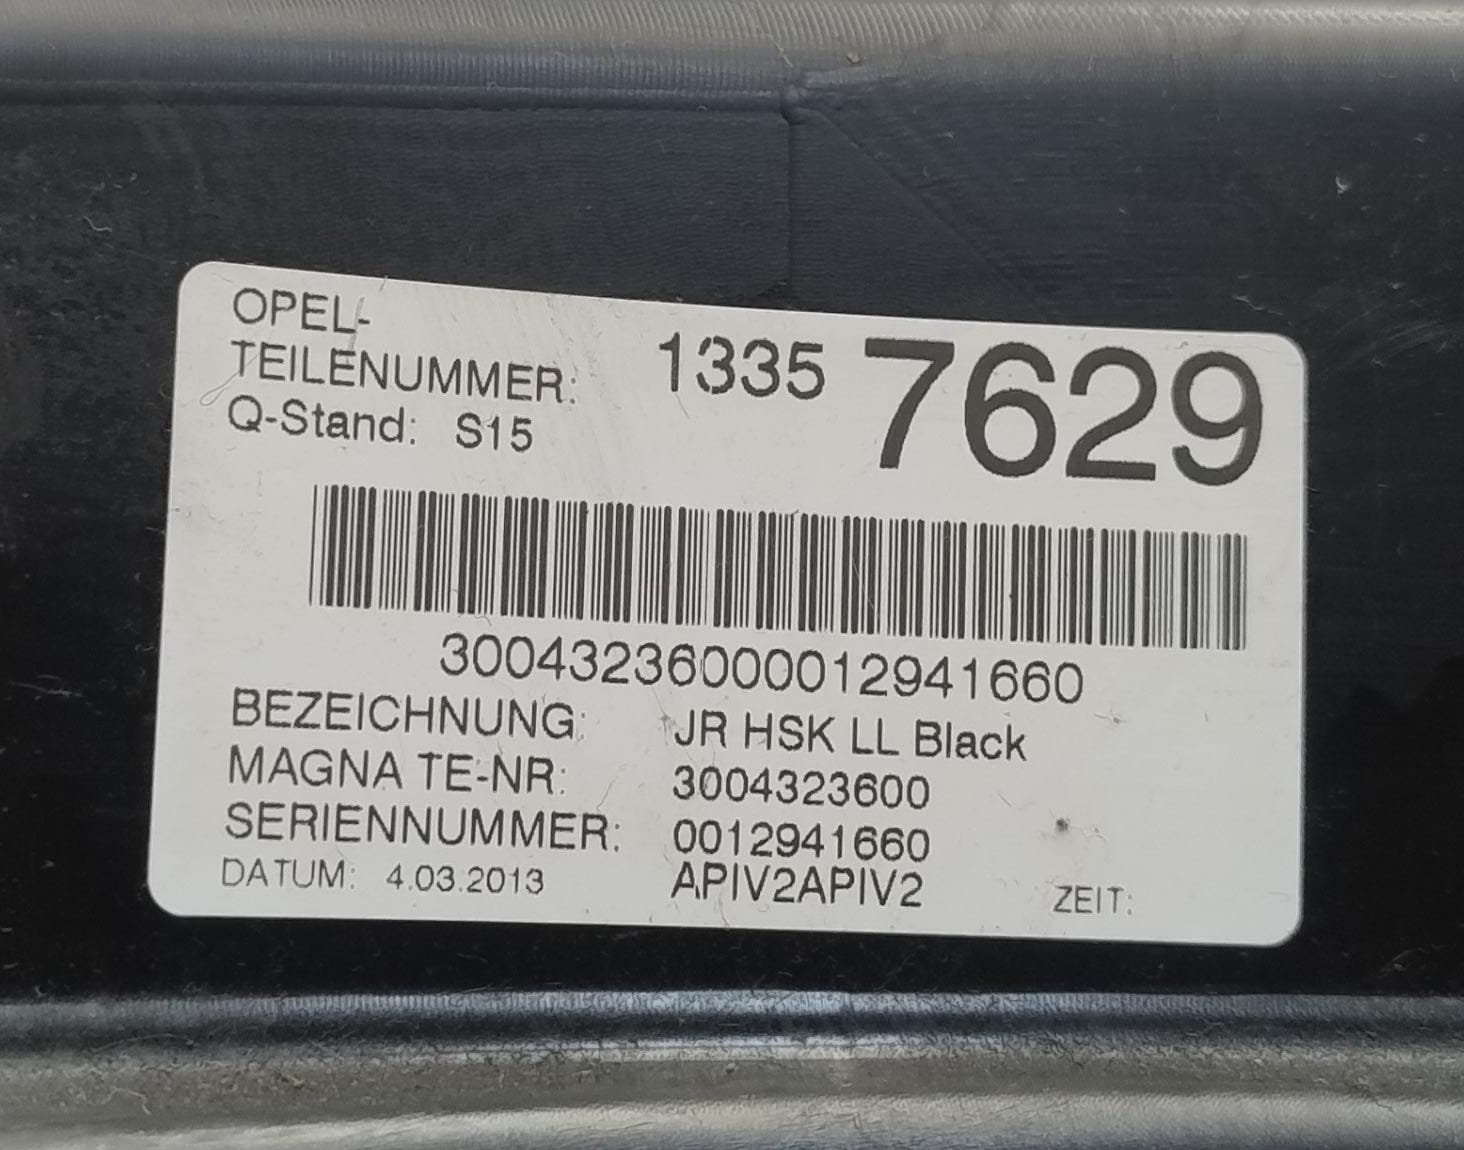 OPEL-
TEILENUMMER: 1335 7629
Q-Stand: S15
30043236000012941660
BEZEICHNUNG: JR HSK LL Black
MAGNA TE-NR: 3004323600
SERIENNUMMER: 0012941660
DATUM: 4.03.2013 APIV2APIV2 ZEIT: